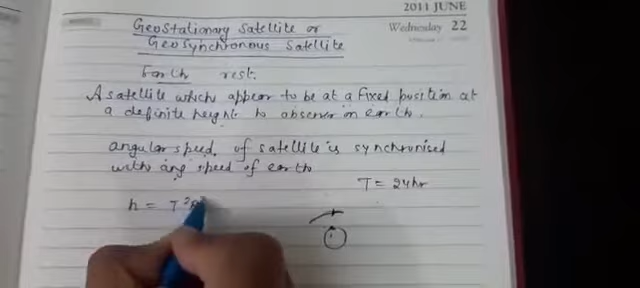 2011 JUNE
Wednesday 22
GeoStationary Satellite or
GeoSynchronous Satellite
Earth rest.
A satellite which appear to be at a fixed position at
a definite height to observer on earth.
angular speed of satellite is synchronised
with ang speed of earth
T = 24hr
h = T²R²